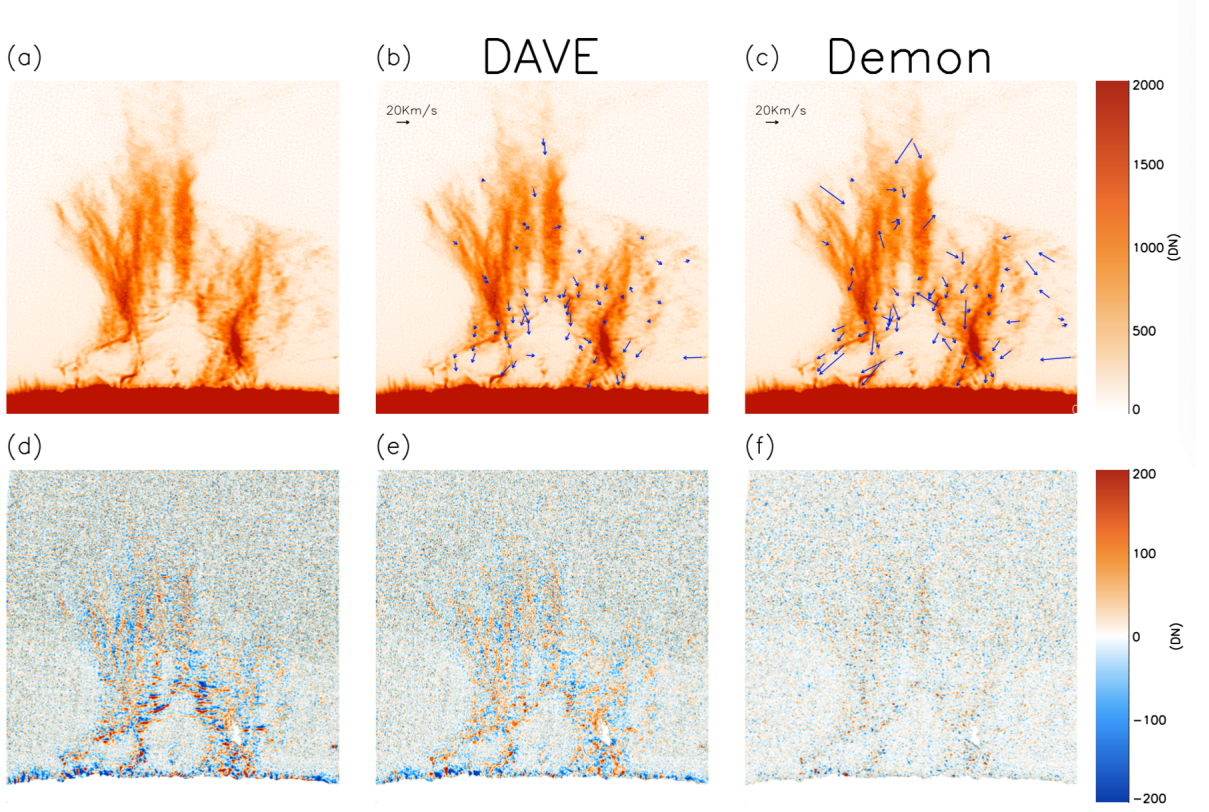 (a)
(b)
DAVE
(c)
Demon
20Km/s
20Km/s
2000
1500
1000
500
0
(DN)
(d)
(e)
(f)
200
100
0
−100
−200
(DN)